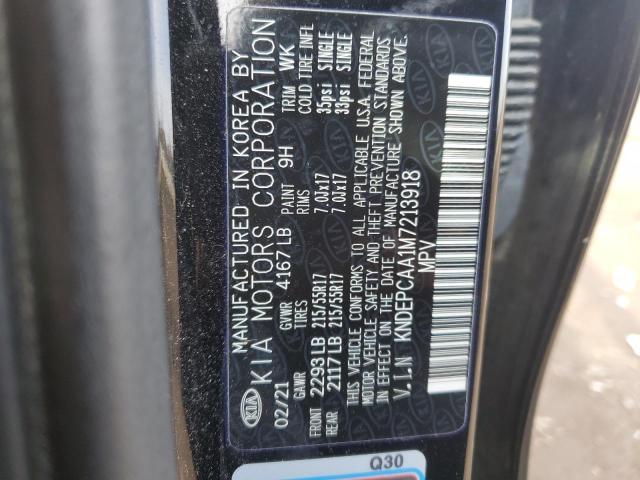 MANUFACTURED IN KOREA BY
KIA KIA MOTORS CORPORATION
02/21 GVWR 4167 LB PAINT 9H TRIM WK
GAWR TIRES RIMS COLD TIRE INFL
FRONT 2293 LB 215/55R17 7.0Jx17 35psi SINGLE
REAR 2117 LB 215/55R17 7.0Jx17 33psi SINGLE
THIS VEHICLE CONFORMS TO ALL APPLICABLE U.S.A. FEDERAL
MOTOR VEHICLE SAFETY AND THEFT PREVENTION STANDARDS
IN EFFECT ON THE DATE OF MANUFACTURE SHOWN ABOVE.
V.I.N KNDEPCAA1M7213918
MPV
Q30